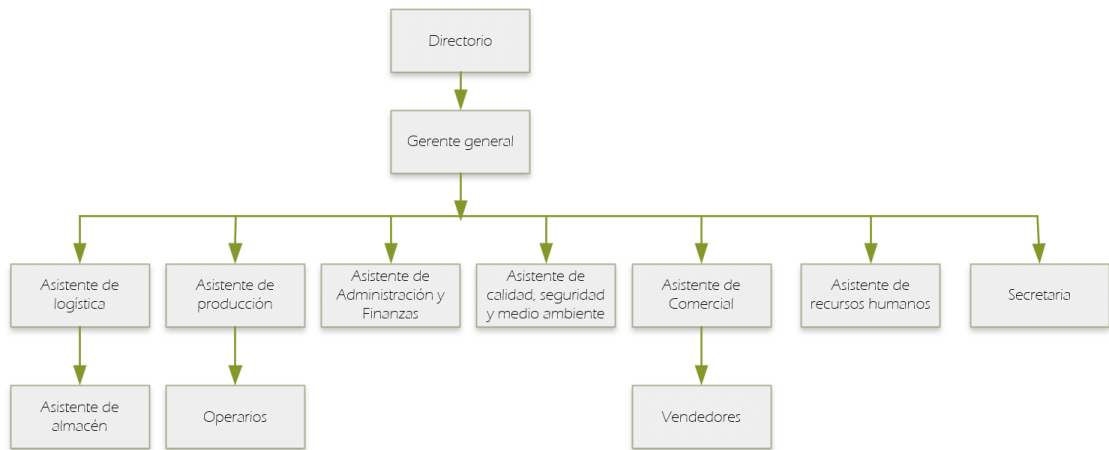 Directorio
Gerente general
Asistente de
logística
Asistente de
producción
Asistente de
Administración y
Finanzas
Asistente de
calidad, seguridad
y medio ambiente
Asistente de
Comercial
Asistente de
recursos humanos
Secretaria
Asistente de
almacén
Operarios
Vendedores